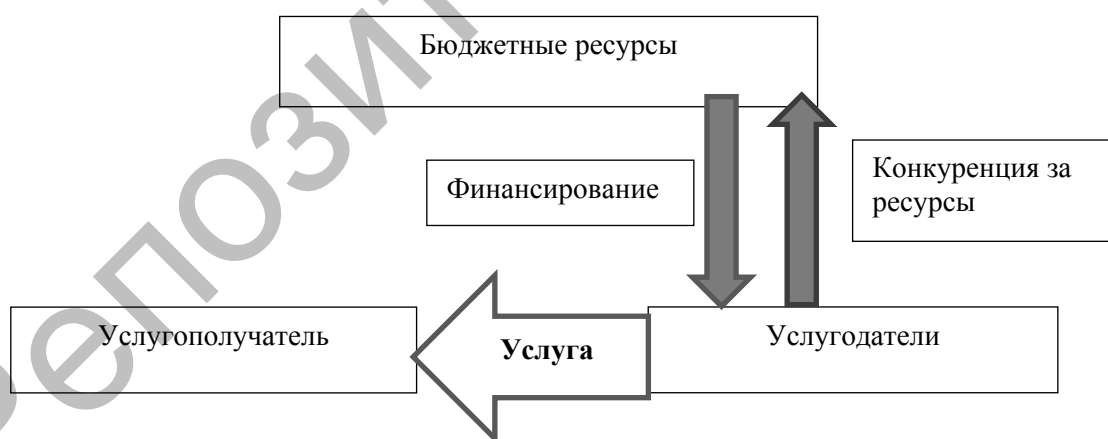 Бюджетные ресурсы
Финансирование
Конкуренция за
ресурсы
Услугополучатель
Услуга
Услугодатели